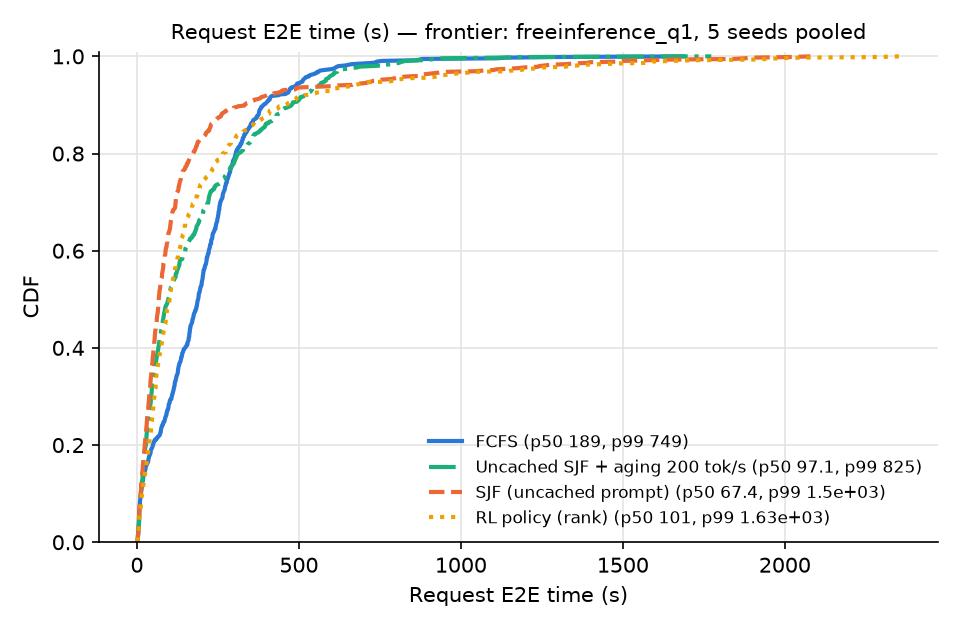 Request E2E time (s) — frontier: freeinference_q1, 5 seeds pooled
1.0
0.8
0.6
0.4
0.2
0.0
CDF
FCFS (p50 189, p99 749)
Uncached SJF + aging 200 tok/s (p50 97.1, p99 825)
SJF (uncached prompt) (p50 67.4, p99 1.5e+03)
RL policy (rank) (p50 101, p99 1.63e+03)
0 500 1000 1500 2000
Request E2E time (s)